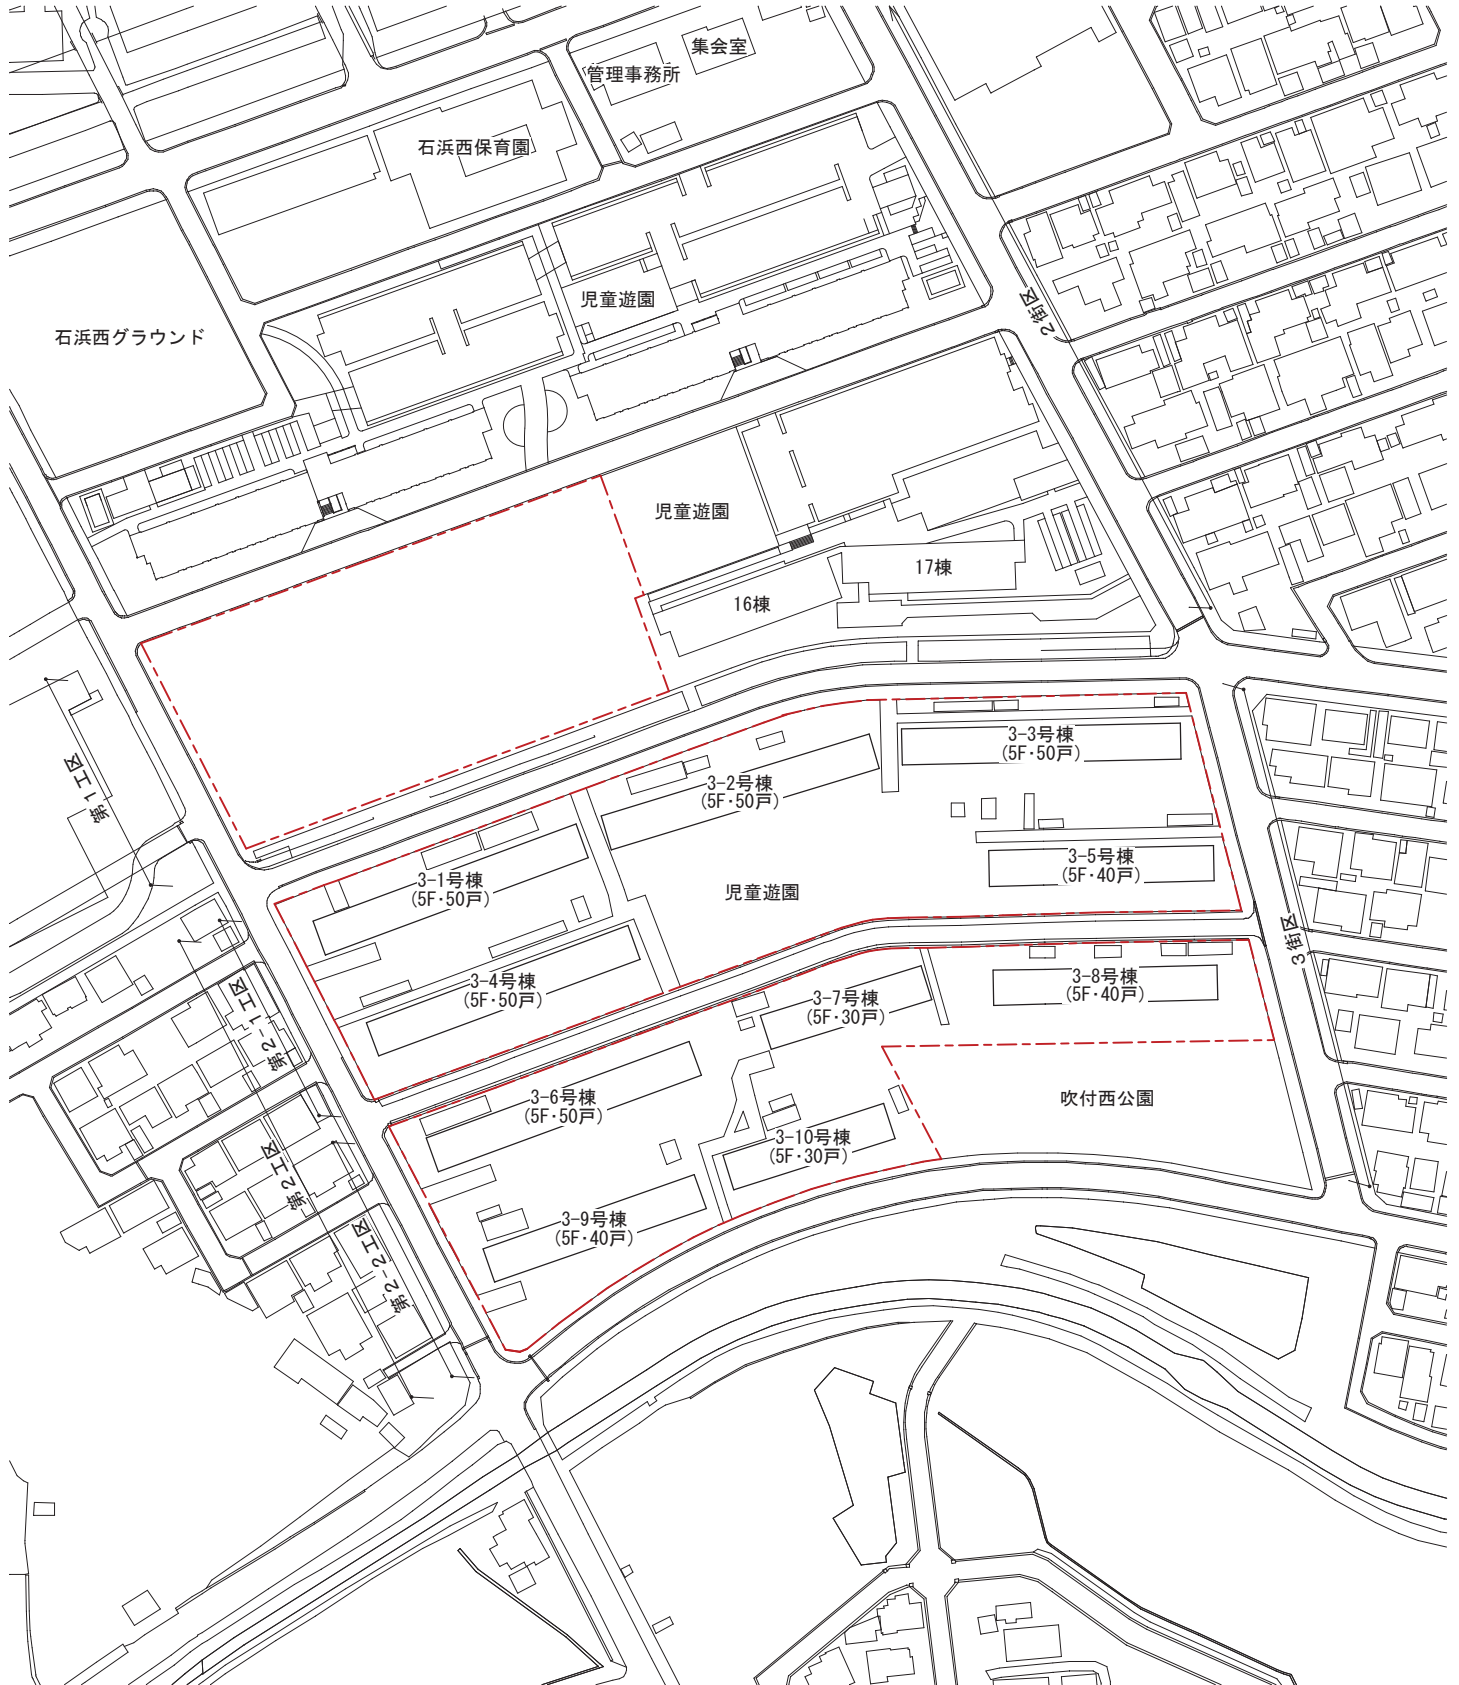 集会室
管理事務所
石浜西保育園
児童遊園
石浜西グラウンド
2街区
児童遊園
17棟
16棟
第1工区
3-3号棟
(5F・50戸)
3-2号棟
(5F・50戸)
3-5号棟
(5F・40戸)
3-1号棟
(5F・50戸)
児童遊園
3街区
3-4号棟
(5F・50戸)
3-8号棟
(5F・40戸)
3-7号棟
(5F・30戸)
第2-1工区
3-6号棟
(5F・50戸)
吹付西公園
3-10号棟
(5F・30戸)
第2工区
3-9号棟
(5F・40戸)
第2-2工区